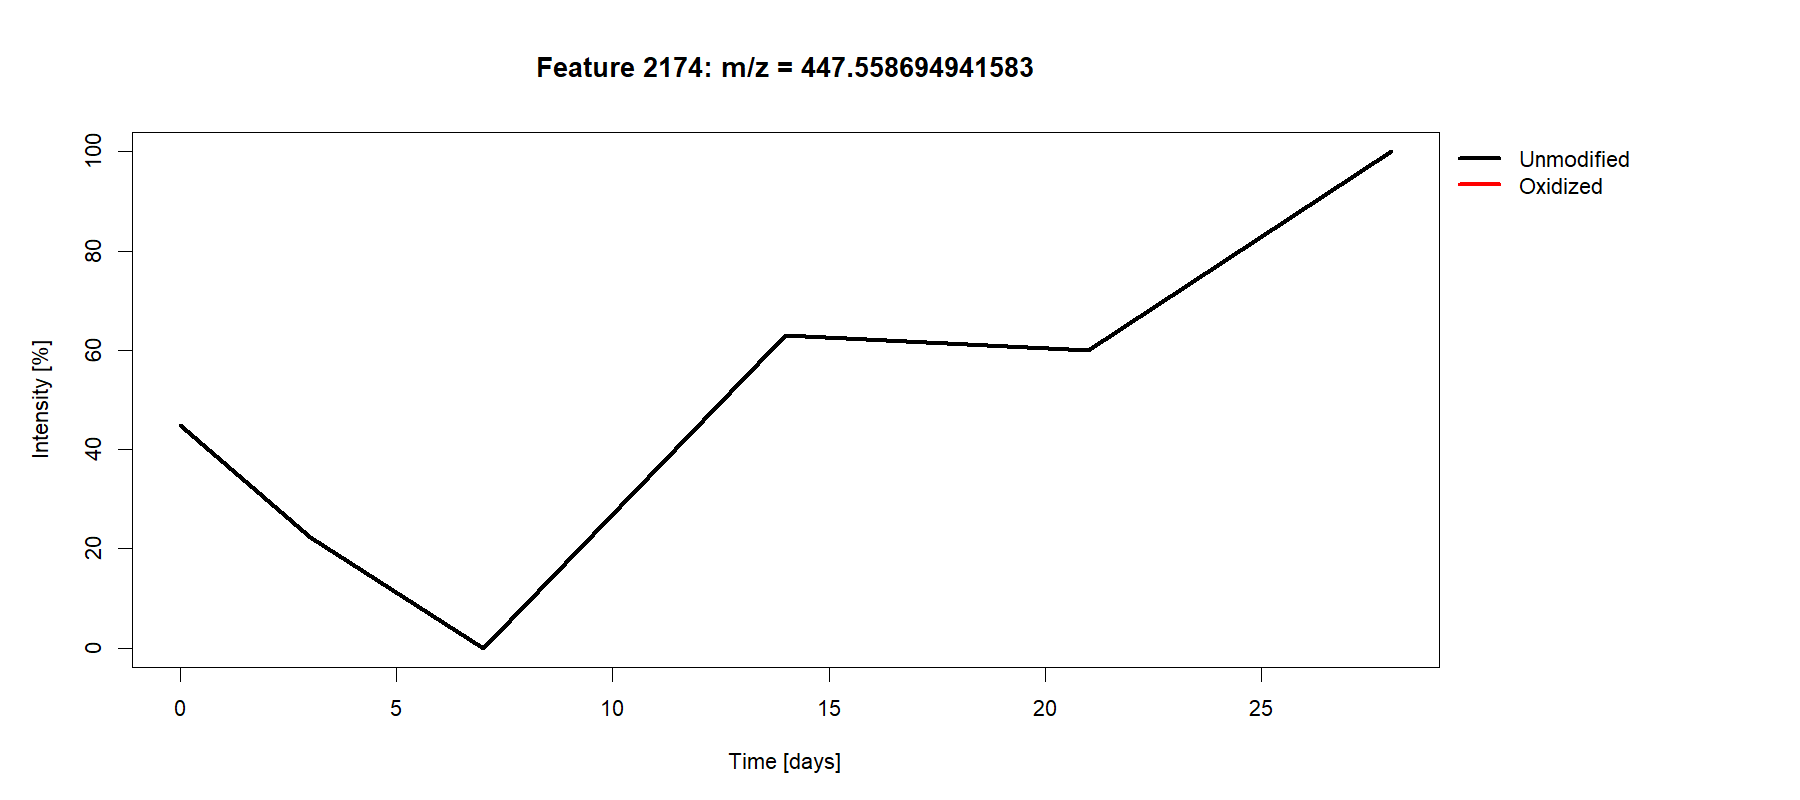 Feature 2174: m/z = 447.558694941583
Unmodified
Oxidized
Intensity [%]
100
80
60
40
20
0
0 5 10 15 20 25
Time [days]